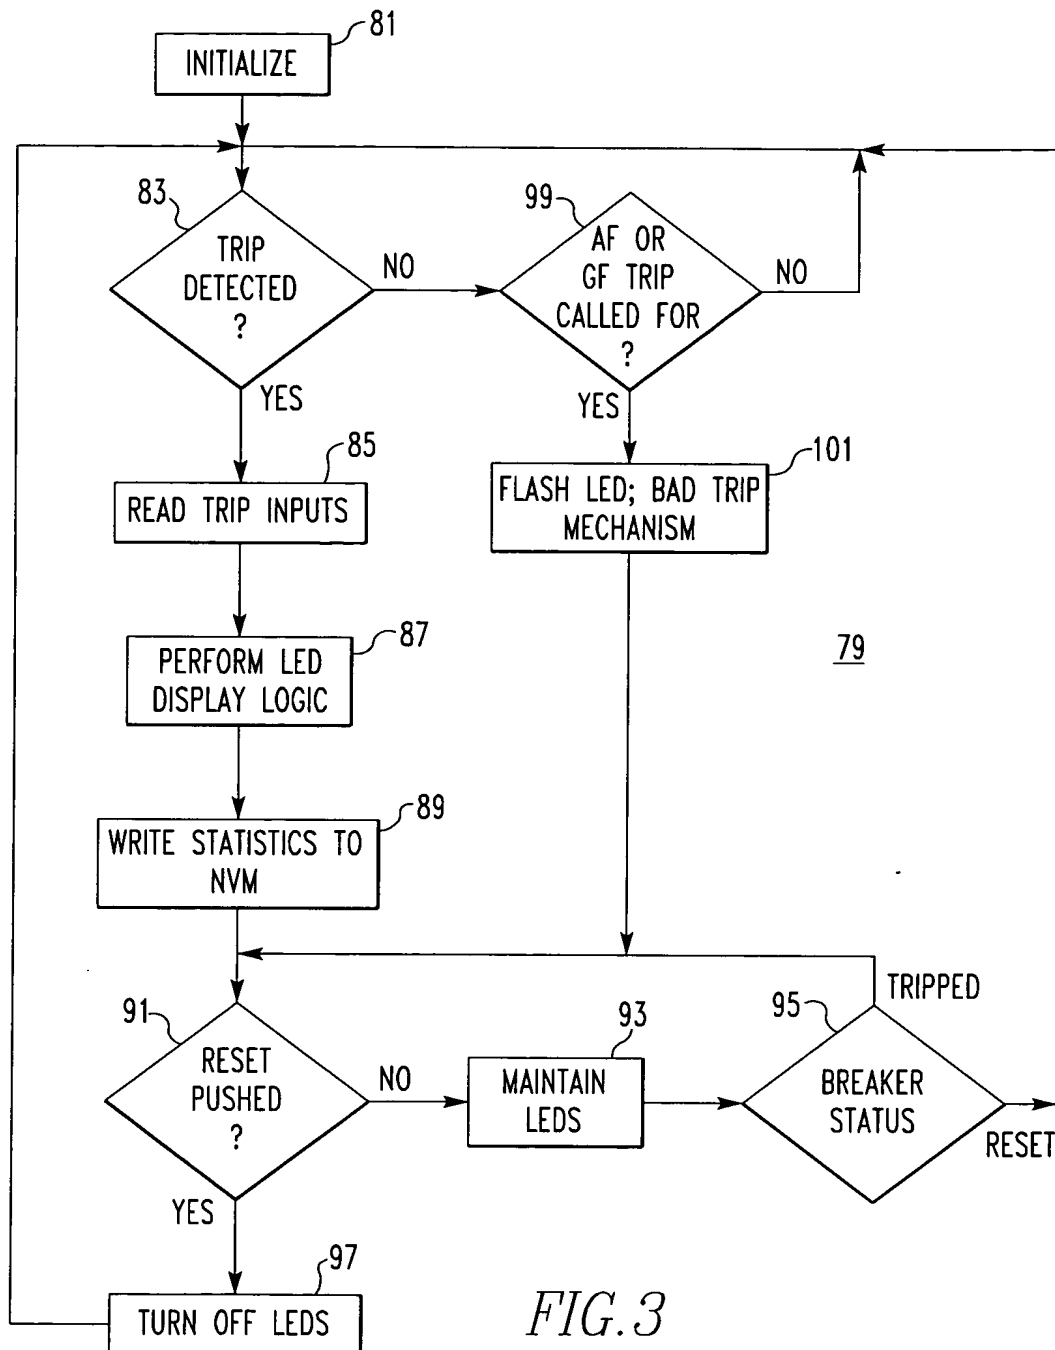 81
INITIALIZE
83
TRIP
DETECTED
?
NO
YES
99
AF OR
GF TRIP
CALLED FOR
?
NO
YES
85
READ TRIP INPUTS
101
FLASH LED; BAD TRIP
MECHANISM
87
PERFORM LED
DISPLAY LOGIC
79
89
WRITE STATISTICS TO
NVM
91
RESET
PUSHED
?
NO
YES
93
MAINTAIN
LEDS
95
TRIPPED
BREAKER
STATUS
RESET
97
TURN OFF LEDS
FIG.3